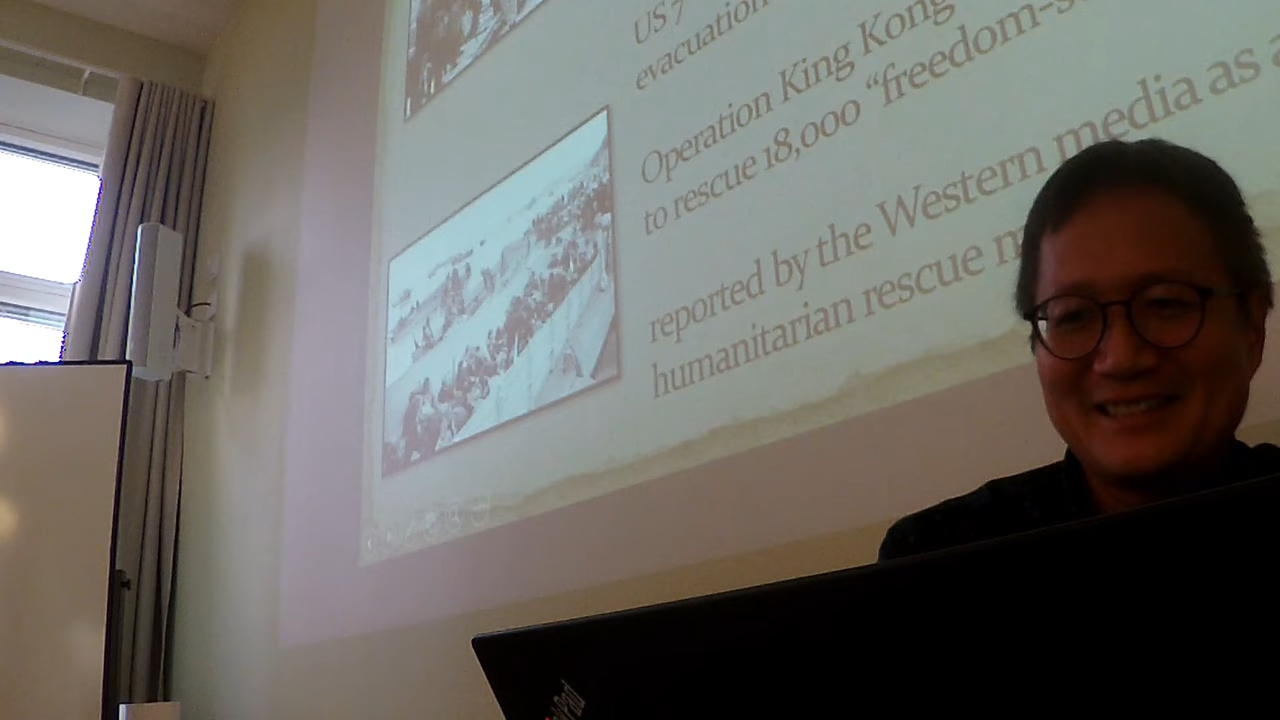 US 7
evacuation
Operation King Kong
to rescue 18,000 “freedom-s
reported by the Western media as a
humanitarian rescue m